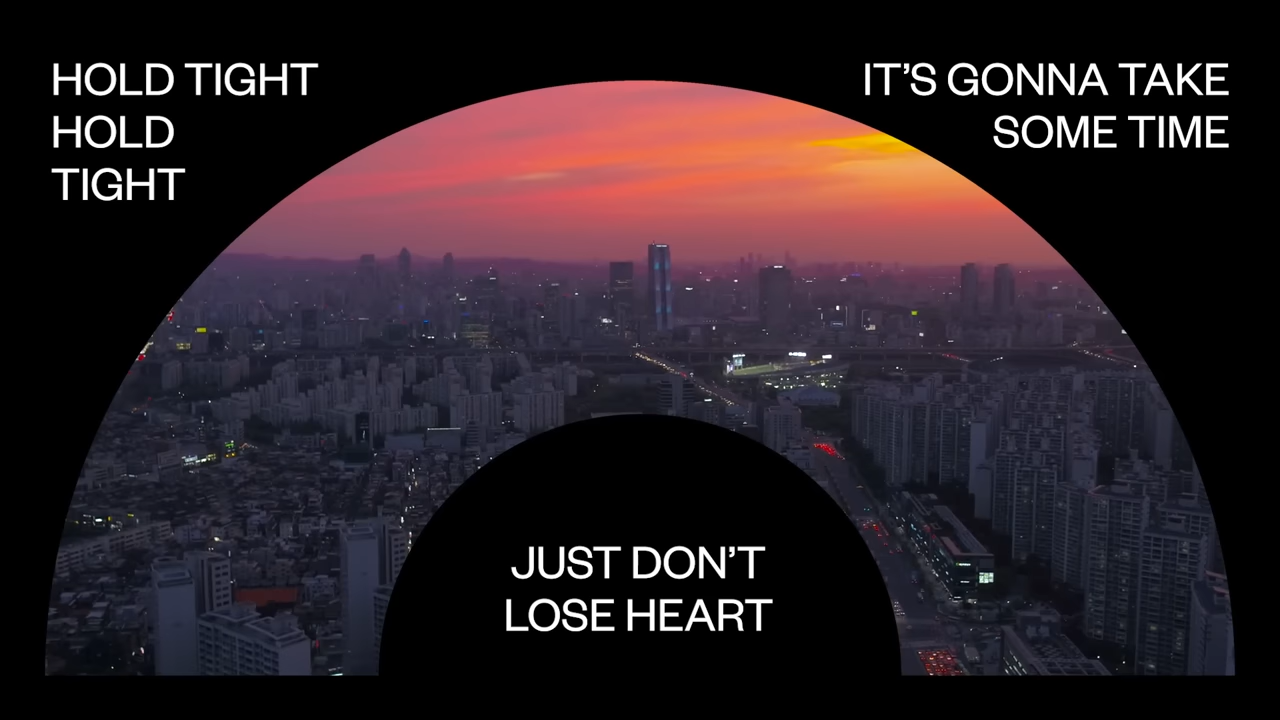 HOLD TIGHT
HOLD
TIGHT
IT’S GONNA TAKE
SOME TIME
JUST DON’T
LOSE HEART